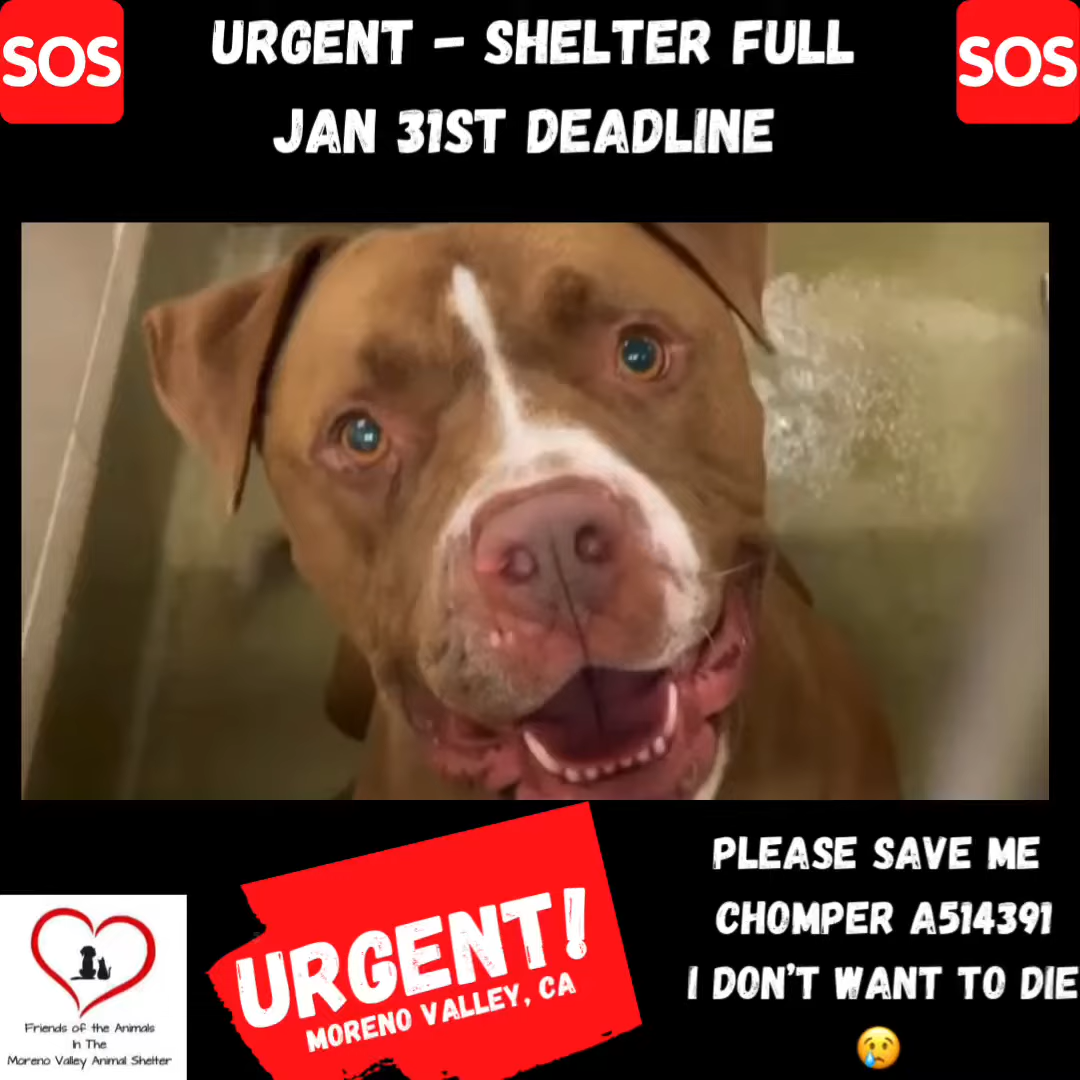 SOS
URGENT - SHELTER FULL
SOS
JAN 31ST DEADLINE
PLEASE SAVE ME
CHOMPER A514391
I DON'T WANT TO DIE
😢
URGENT!
MORENO VALLEY, CA
Friends of the Animals
In The
Moreno Valley Animal Shelter